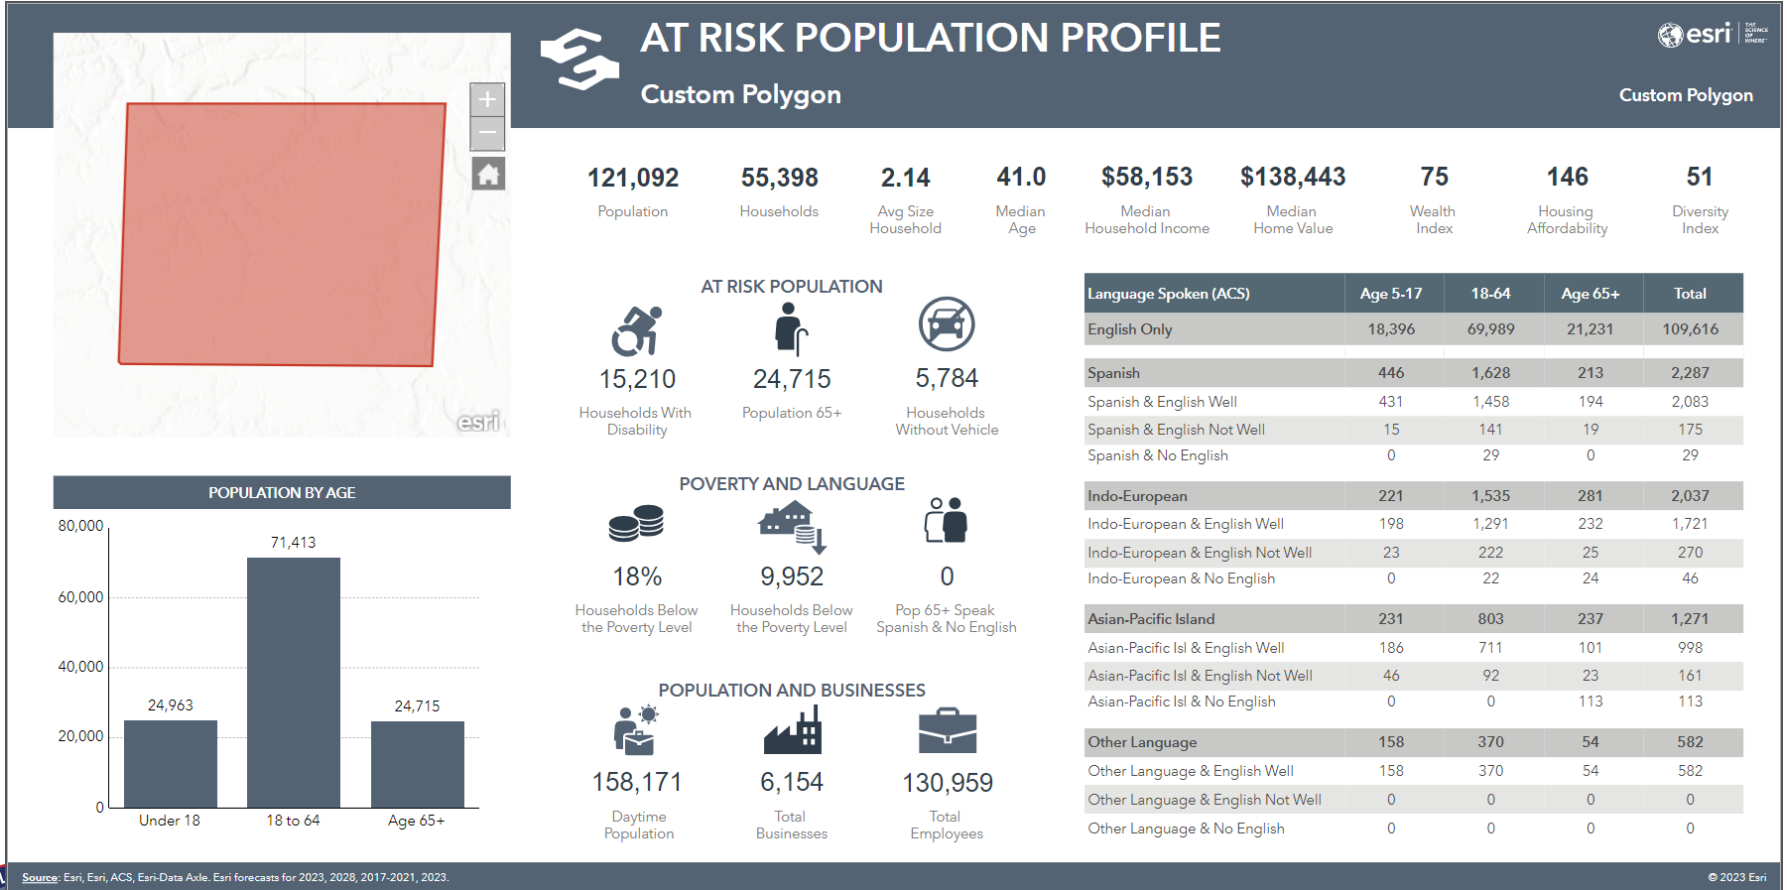 AT RISK POPULATION PROFILE
Custom Polygon
esri
THE
SCIENCE
OF
WHERE™
Custom Polygon
+
−
esri
121,092
Population
55,398
Households
2.14
Avg Size
Household
41.0
Median
Age
$58,153
Median
Household Income
$138,443
Median
Home Value
75
Wealth
Index
146
Housing
Affordability
51
Diversity
Index
POPULATION BY AGE
80,000
60,000
40,000
20,000
0
24,963
71,413
24,715
Under 18
18 to 64
Age 65+
AT RISK POPULATION
15,210
Households With
Disability
24,715
Population 65+
5,784
Households
Without Vehicle
POVERTY AND LANGUAGE
18%
Households Below
the Poverty Level
9,952
Households Below
the Poverty Level
0
Pop 65+ Speak
Spanish & No English
POPULATION AND BUSINESSES
158,171
Daytime
Population
6,154
Total
Businesses
130,959
Total
Employees
Language Spoken (ACS) Age 5-17 18-64 Age 65+ Total
English Only 18,396 69,989 21,231 109,616
Spanish 446 1,628 213 2,287
Spanish & English Well 431 1,458 194 2,083
Spanish & English Not Well 15 141 19 175
Spanish & No English 0 29 0 29
Indo-European 221 1,535 281 2,037
Indo-European & English Well 198 1,291 232 1,721
Indo-European & English Not Well 23 222 25 270
Indo-European & No English 0 22 24 46
Asian-Pacific Island 231 803 237 1,271
Asian-Pacific Isl & English Well 186 711 101 998
Asian-Pacific Isl & English Not Well 46 92 23 161
Asian-Pacific Isl & No English 0 0 113 113
Other Language 158 370 54 582
Other Language & English Well 158 370 54 582
Other Language & English Not Well 0 0 0 0
Other Language & No English 0 0 0 0
Source: Esri, Esri, ACS, Esri-Data Axle. Esri forecasts for 2023, 2028, 2017-2021, 2023.
© 2023 Esri